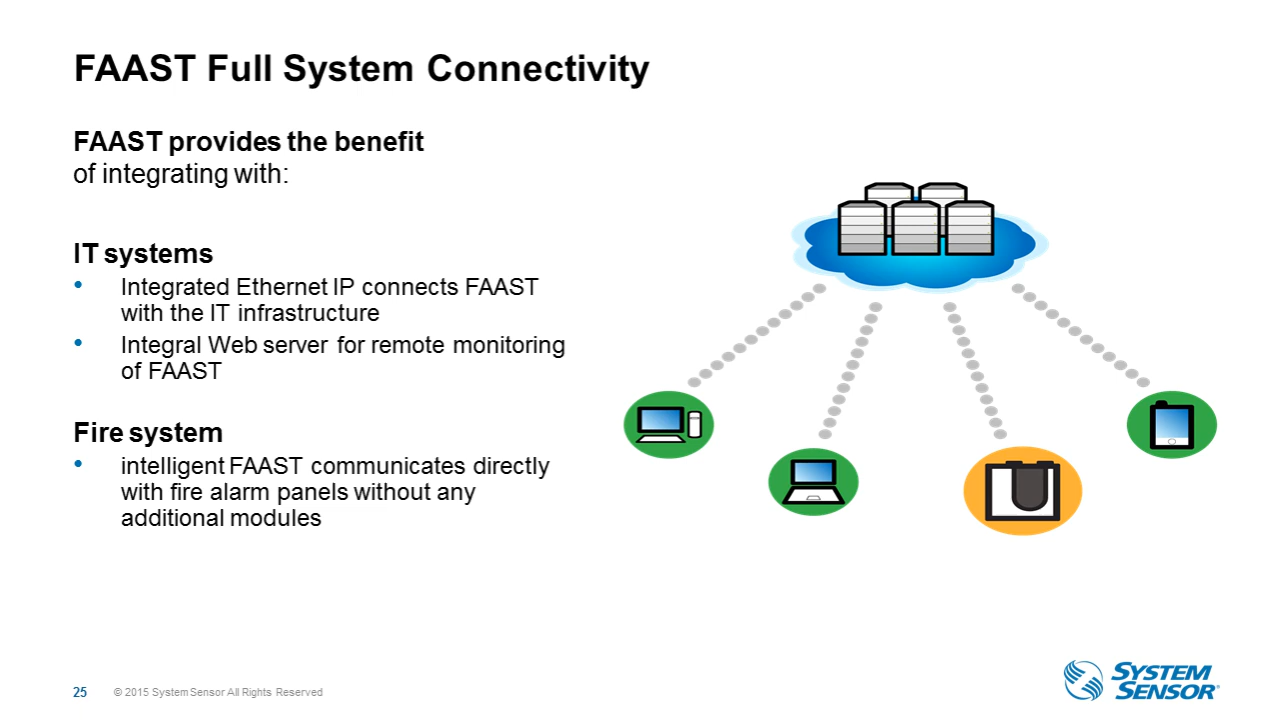 FAAST Full System Connectivity
FAAST provides the benefit
of integrating with:
IT systems
• Integrated Ethernet IP connects FAAST
with the IT infrastructure
• Integral Web server for remote monitoring
of FAAST
Fire system
• intelligent FAAST communicates directly
with fire alarm panels without any
additional modules
25 © 2015 System Sensor All Rights Reserved
SYSTEM
SENSOR®